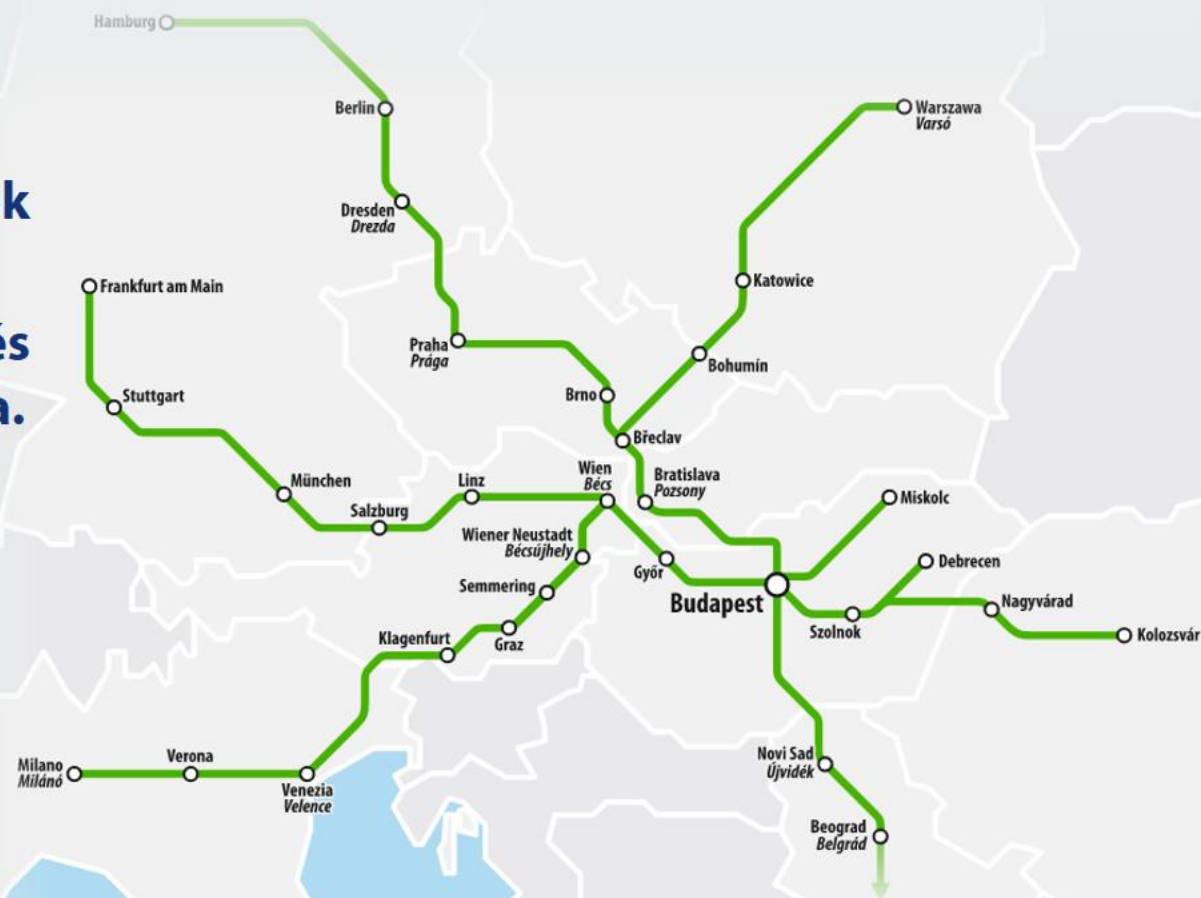 Hamburg
Berlin
Warszawa
Varsó
k
Dresden
Drezda
Frankfurt am Main
Katowice
és
Praha
Prága
Bohumín
Stuttgart
Brno
a.
Břeclav
München
Linz
Wien
Bécs
Bratislava
Pozsony
Miskolc
Salzburg
Wiener Neustadt
Bécsújhely
Győr
Debrecen
Semmering
Budapest
Nagyvárad
Szolnok
Kolozsvár
Klagenfurt
Graz
Milano
Milánó
Verona
Venezia
Velence
Novi Sad
Újvidék
Beograd
Belgrád